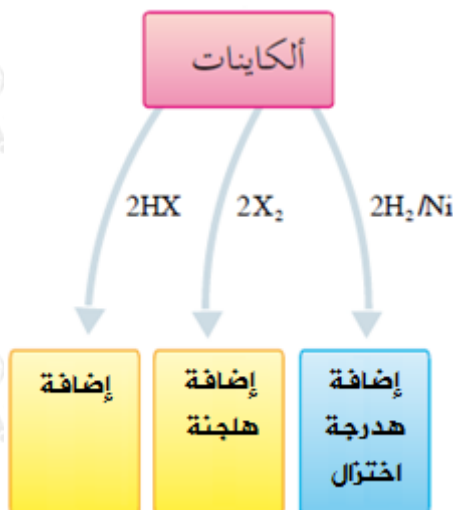 ألكاينات
2H₂/Ni
2X₂
2HX
إضافة
هدرجة
اختزال
إضافة
هلجنة
إضافة